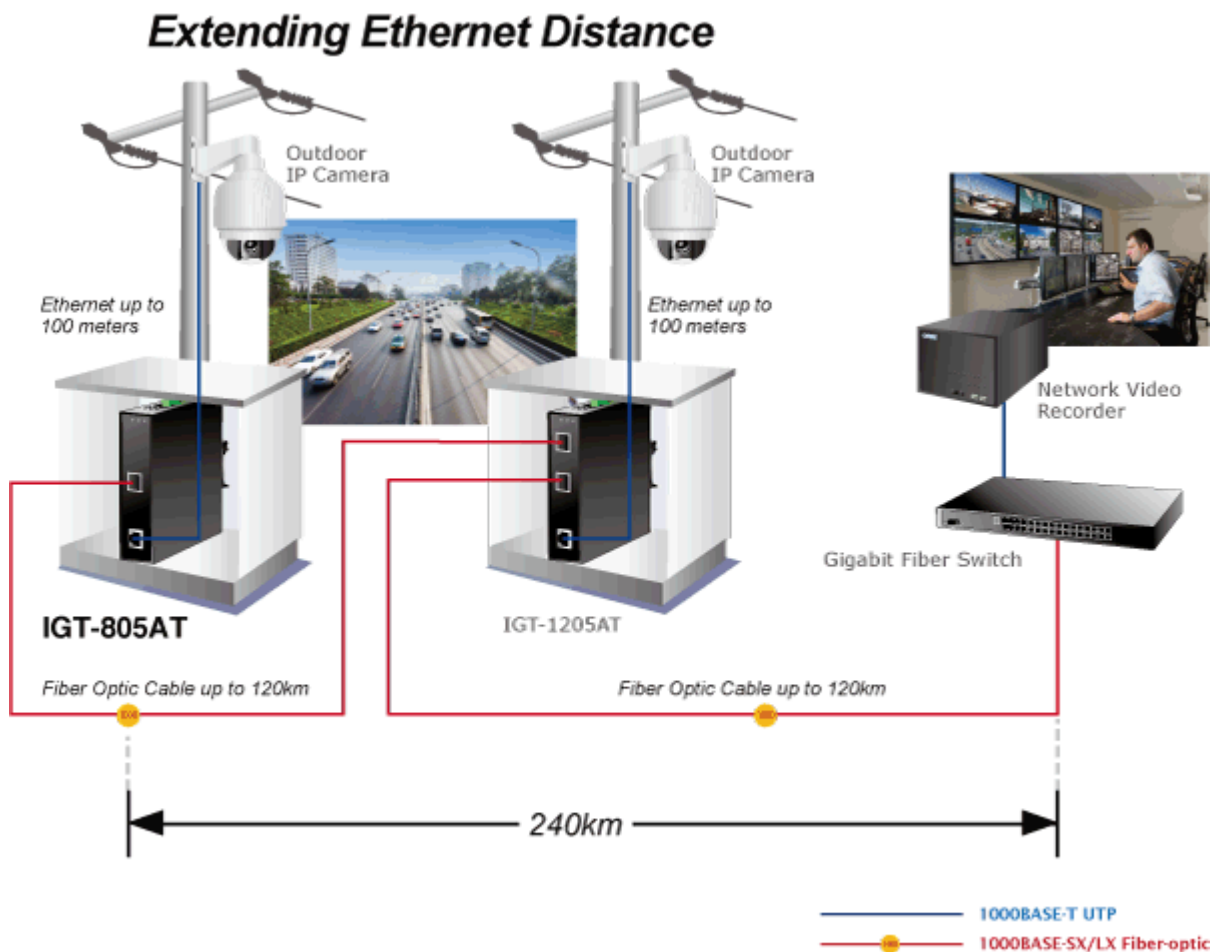 Extending Ethernet Distance
Outdoor
IP Camera
Outdoor
IP Camera
Ethernet up to
100 meters
Ethernet up to
100 meters
Network Video
Recorder
Gigabit Fiber Switch
IGT-805AT
IGT-1205AT
Fiber Optic Cable up to 120km
Fiber Optic Cable up to 120km
240km
1000BASE-T UTP
1000BASE-SX/LX Fiber-optic